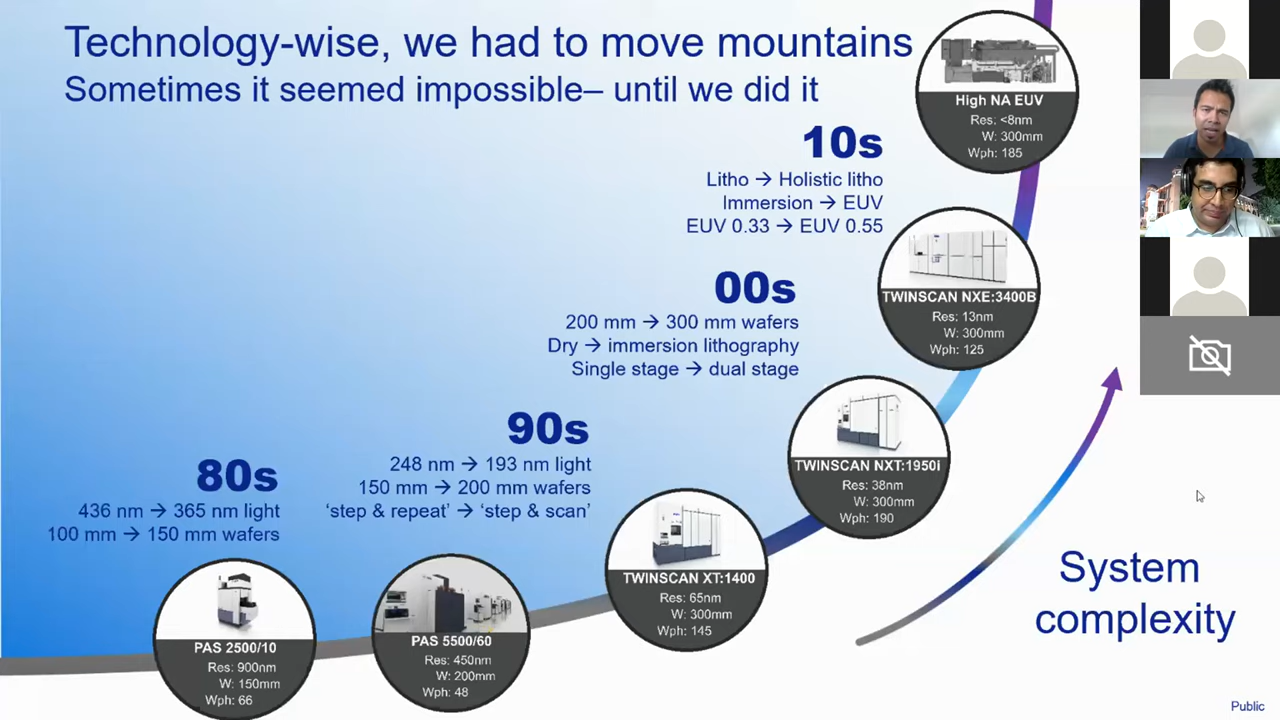 Technology-wise, we had to move mountains
Sometimes it seemed impossible– until we did it
High NA EUV
Res: <8nm
W: 300mm
Wph: 185
10s
Litho → Holistic litho
Immersion → EUV
EUV 0.33 → EUV 0.55
TWINSCAN NXE:3400B
Res: 13nm
W: 300mm
Wph: 125
00s
200 mm → 300 mm wafers
Dry → immersion lithography
Single stage → dual stage
TWINSCAN NXT:1950i
Res: 38nm
W: 300mm
Wph: 190
90s
248 nm → 193 nm light
150 mm → 200 mm wafers
‘step & repeat’ → ‘step & scan’
80s
436 nm → 365 nm light
100 mm → 150 mm wafers
TWINSCAN XT:1400
Res: 65nm
W: 300mm
Wph: 145
PAS 5500/60
Res: 450nm
W: 200mm
Wph: 48
PAS 2500/10
Res: 900nm
W: 150mm
Wph: 66
System
complexity
Public